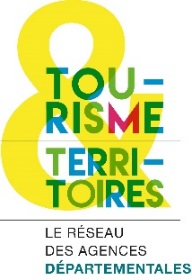 &
TOU-
RISME
TERRI-
TOIRES
LE RÉSEAU
DES AGENCES
DÉPARTEMENTALES